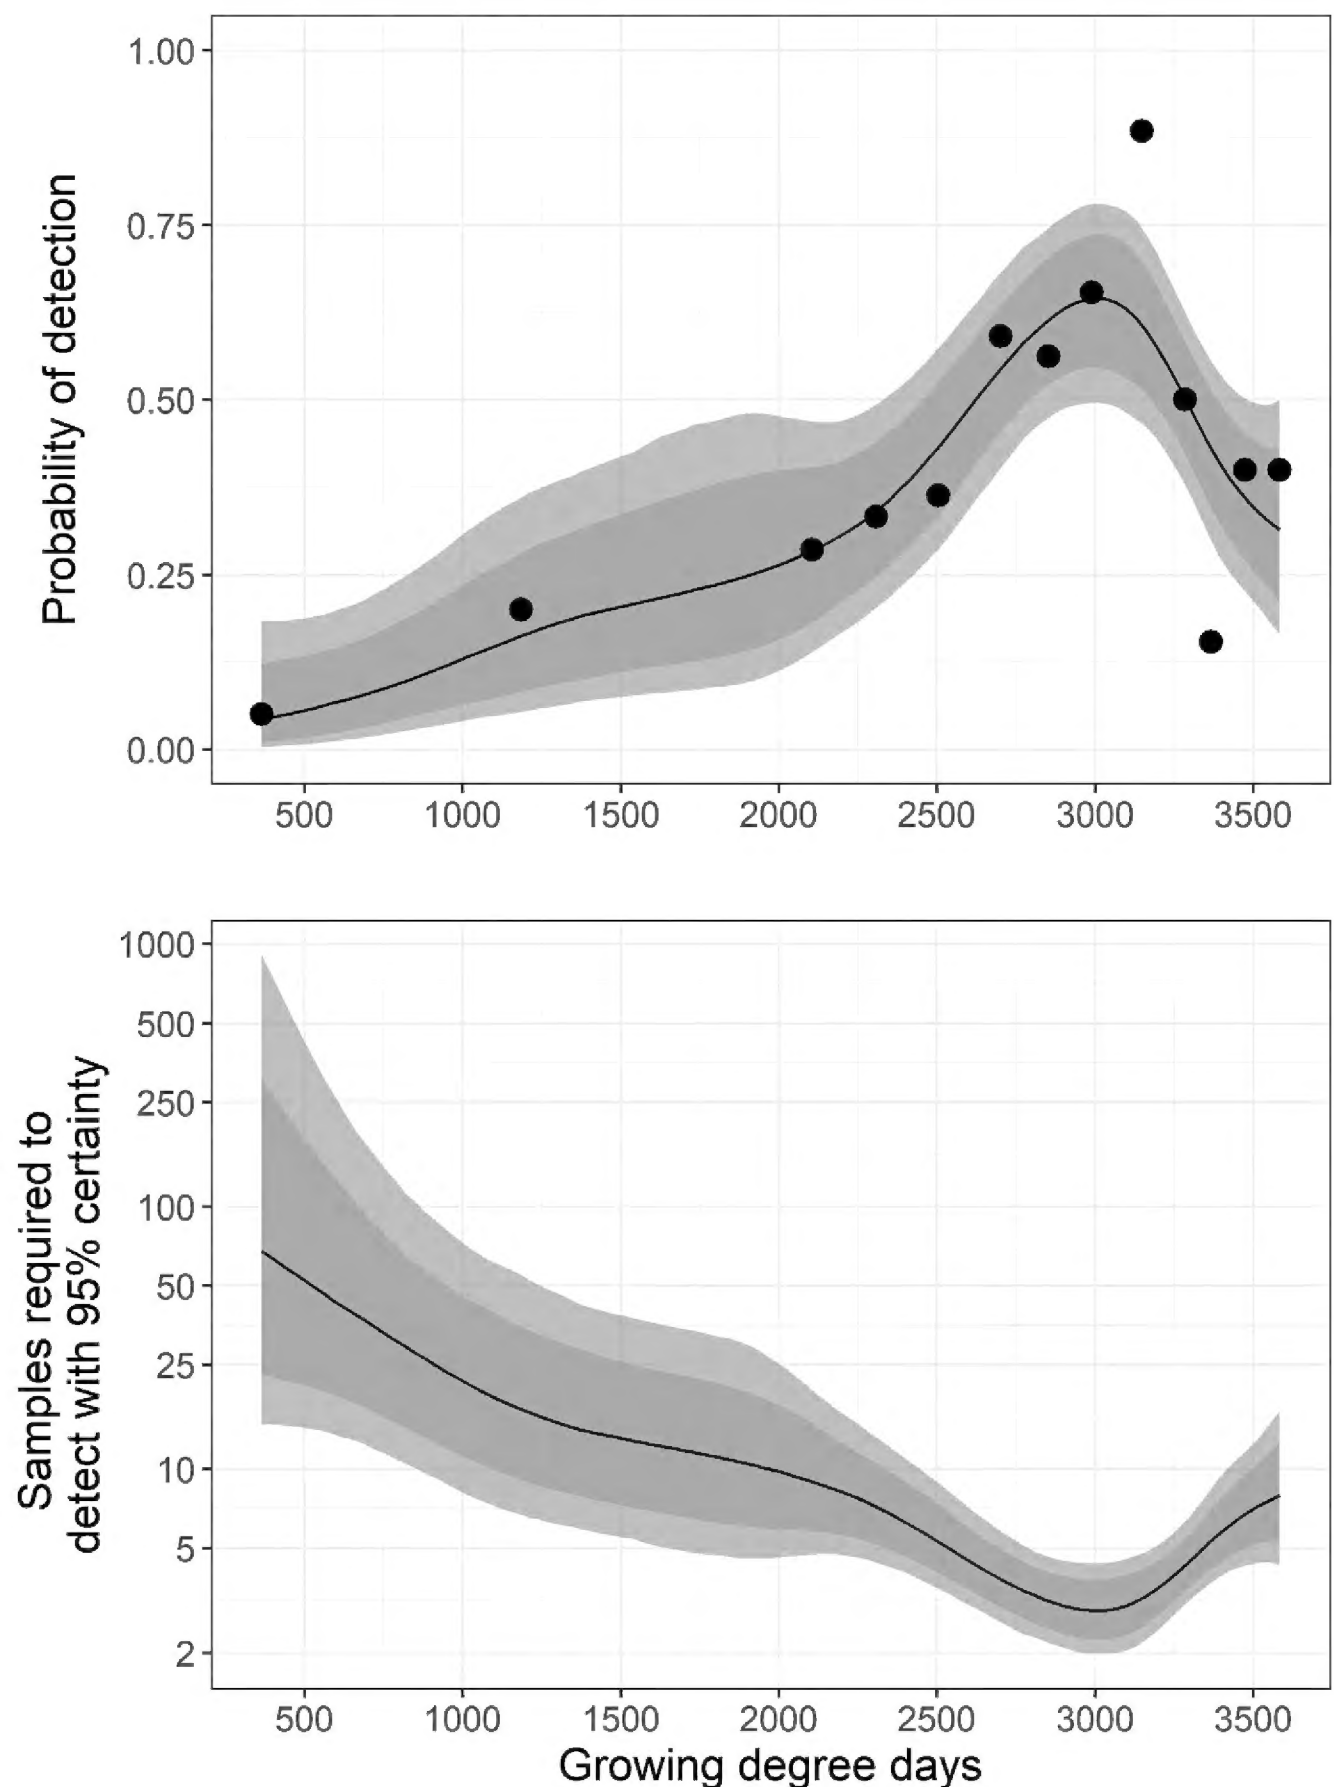 Probability of detection
1.00
0.75
0.50
0.25
0.00
500 1000 1500 2000 2500 3000 3500
Samples required to
detect with 95% certainty
1000
500
250
100
50
25
10
5
2
500 1000 1500 2000 2500 3000 3500
Growing degree days